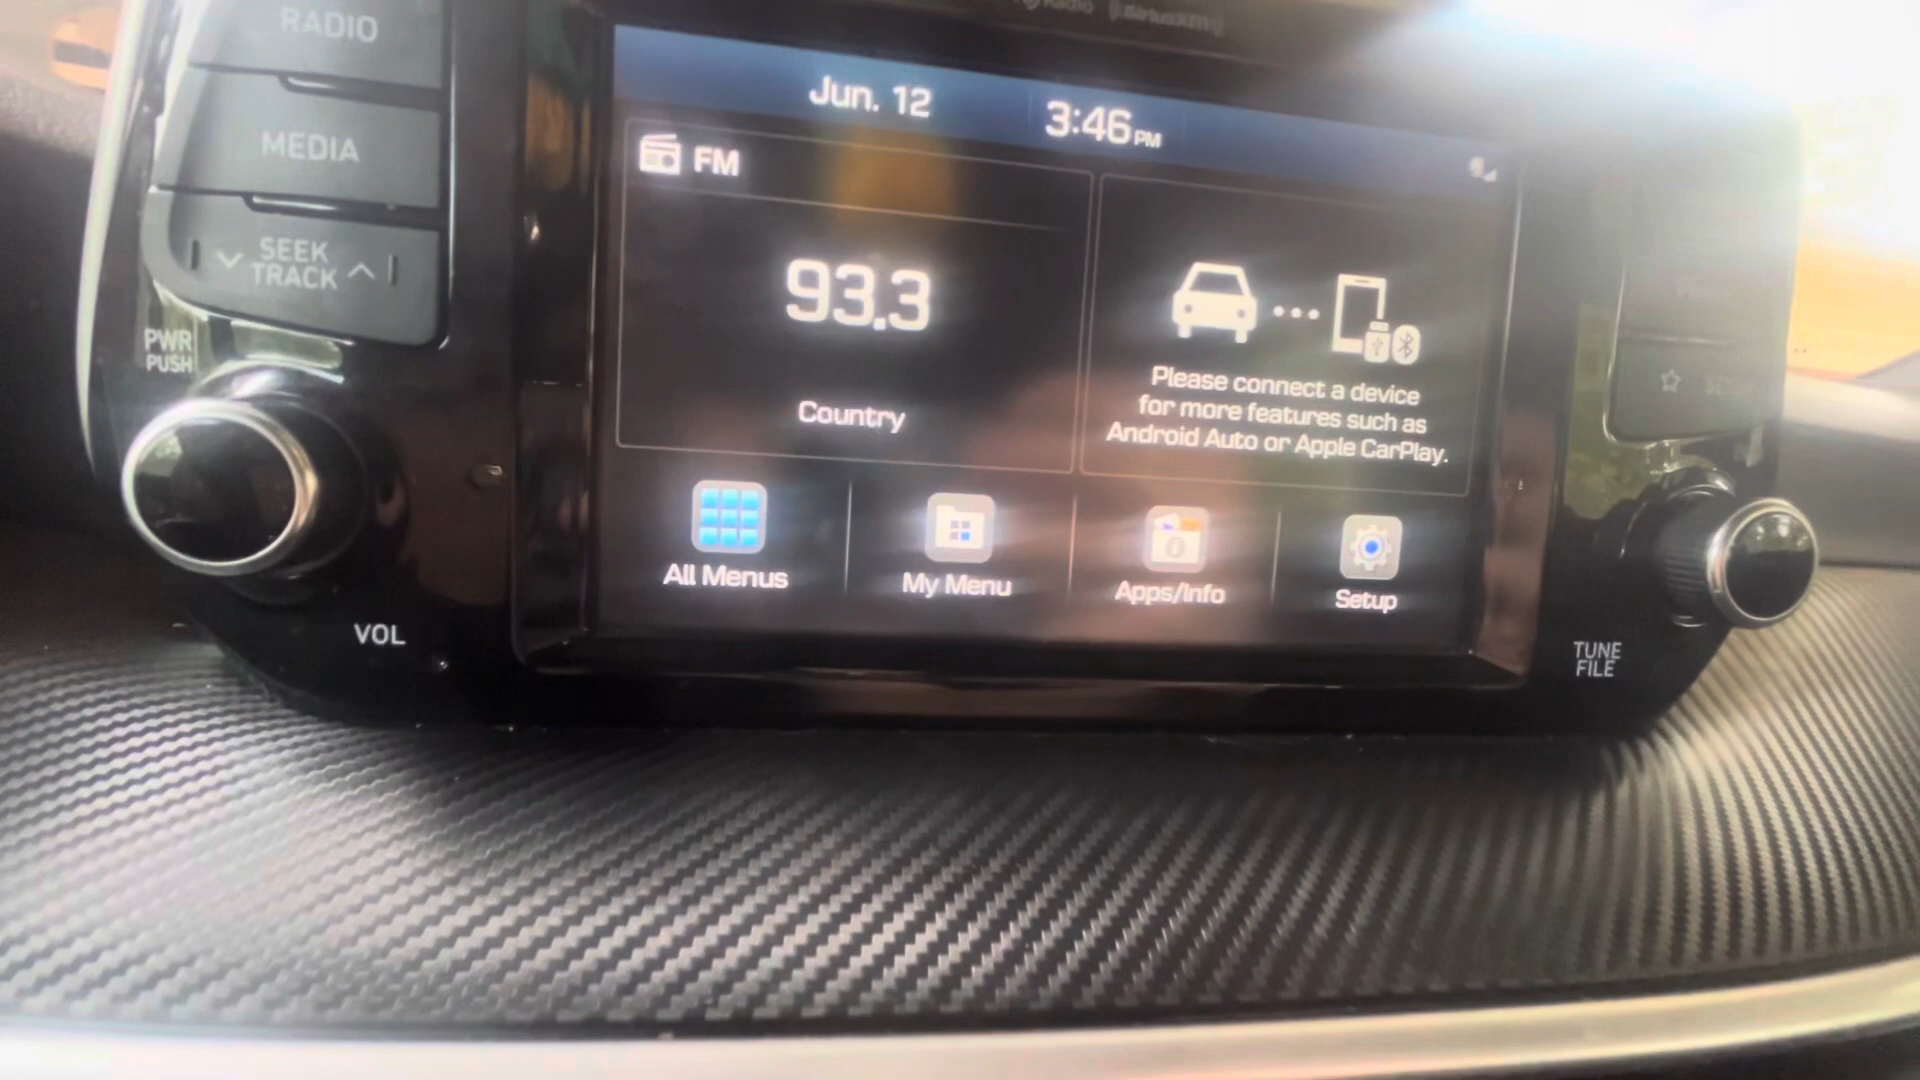 RADIO
MEDIA
SEEK
TRACK
PWR
PUSH
VOL
Jun. 12
3:46 PM
FM
93.3
Country
Please connect a device
for more features such as
Android Auto or Apple CarPlay.
All Menus
My Menu
Apps/Info
Setup
TUNE
FILE